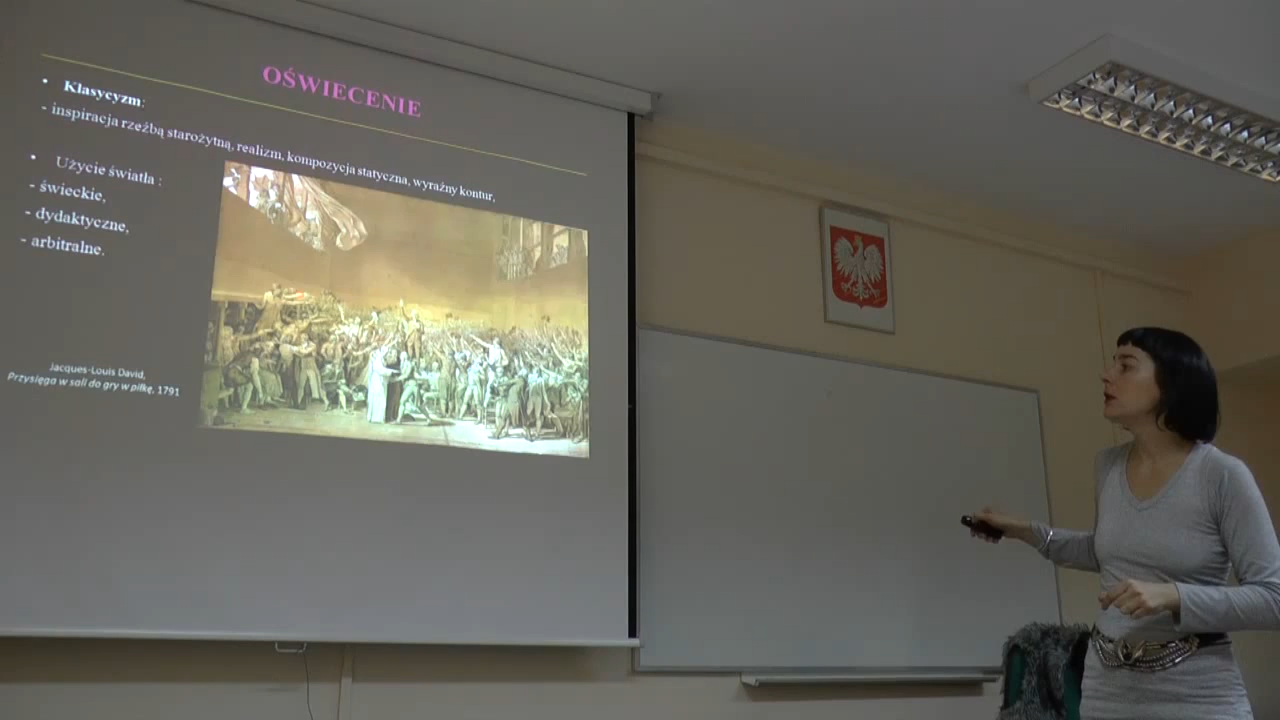 OŚWIECENIE
• Klasycyzm:
- inspiracja rzeźbą starożytną, realizm, kompozycja statyczna, wyraźny kontur,
• Użycie światła :
- świeckie,
- dydaktyczne,
- arbitralne.
Jacques-Louis David,
Przysięga w sali do gry w piłkę, 1791